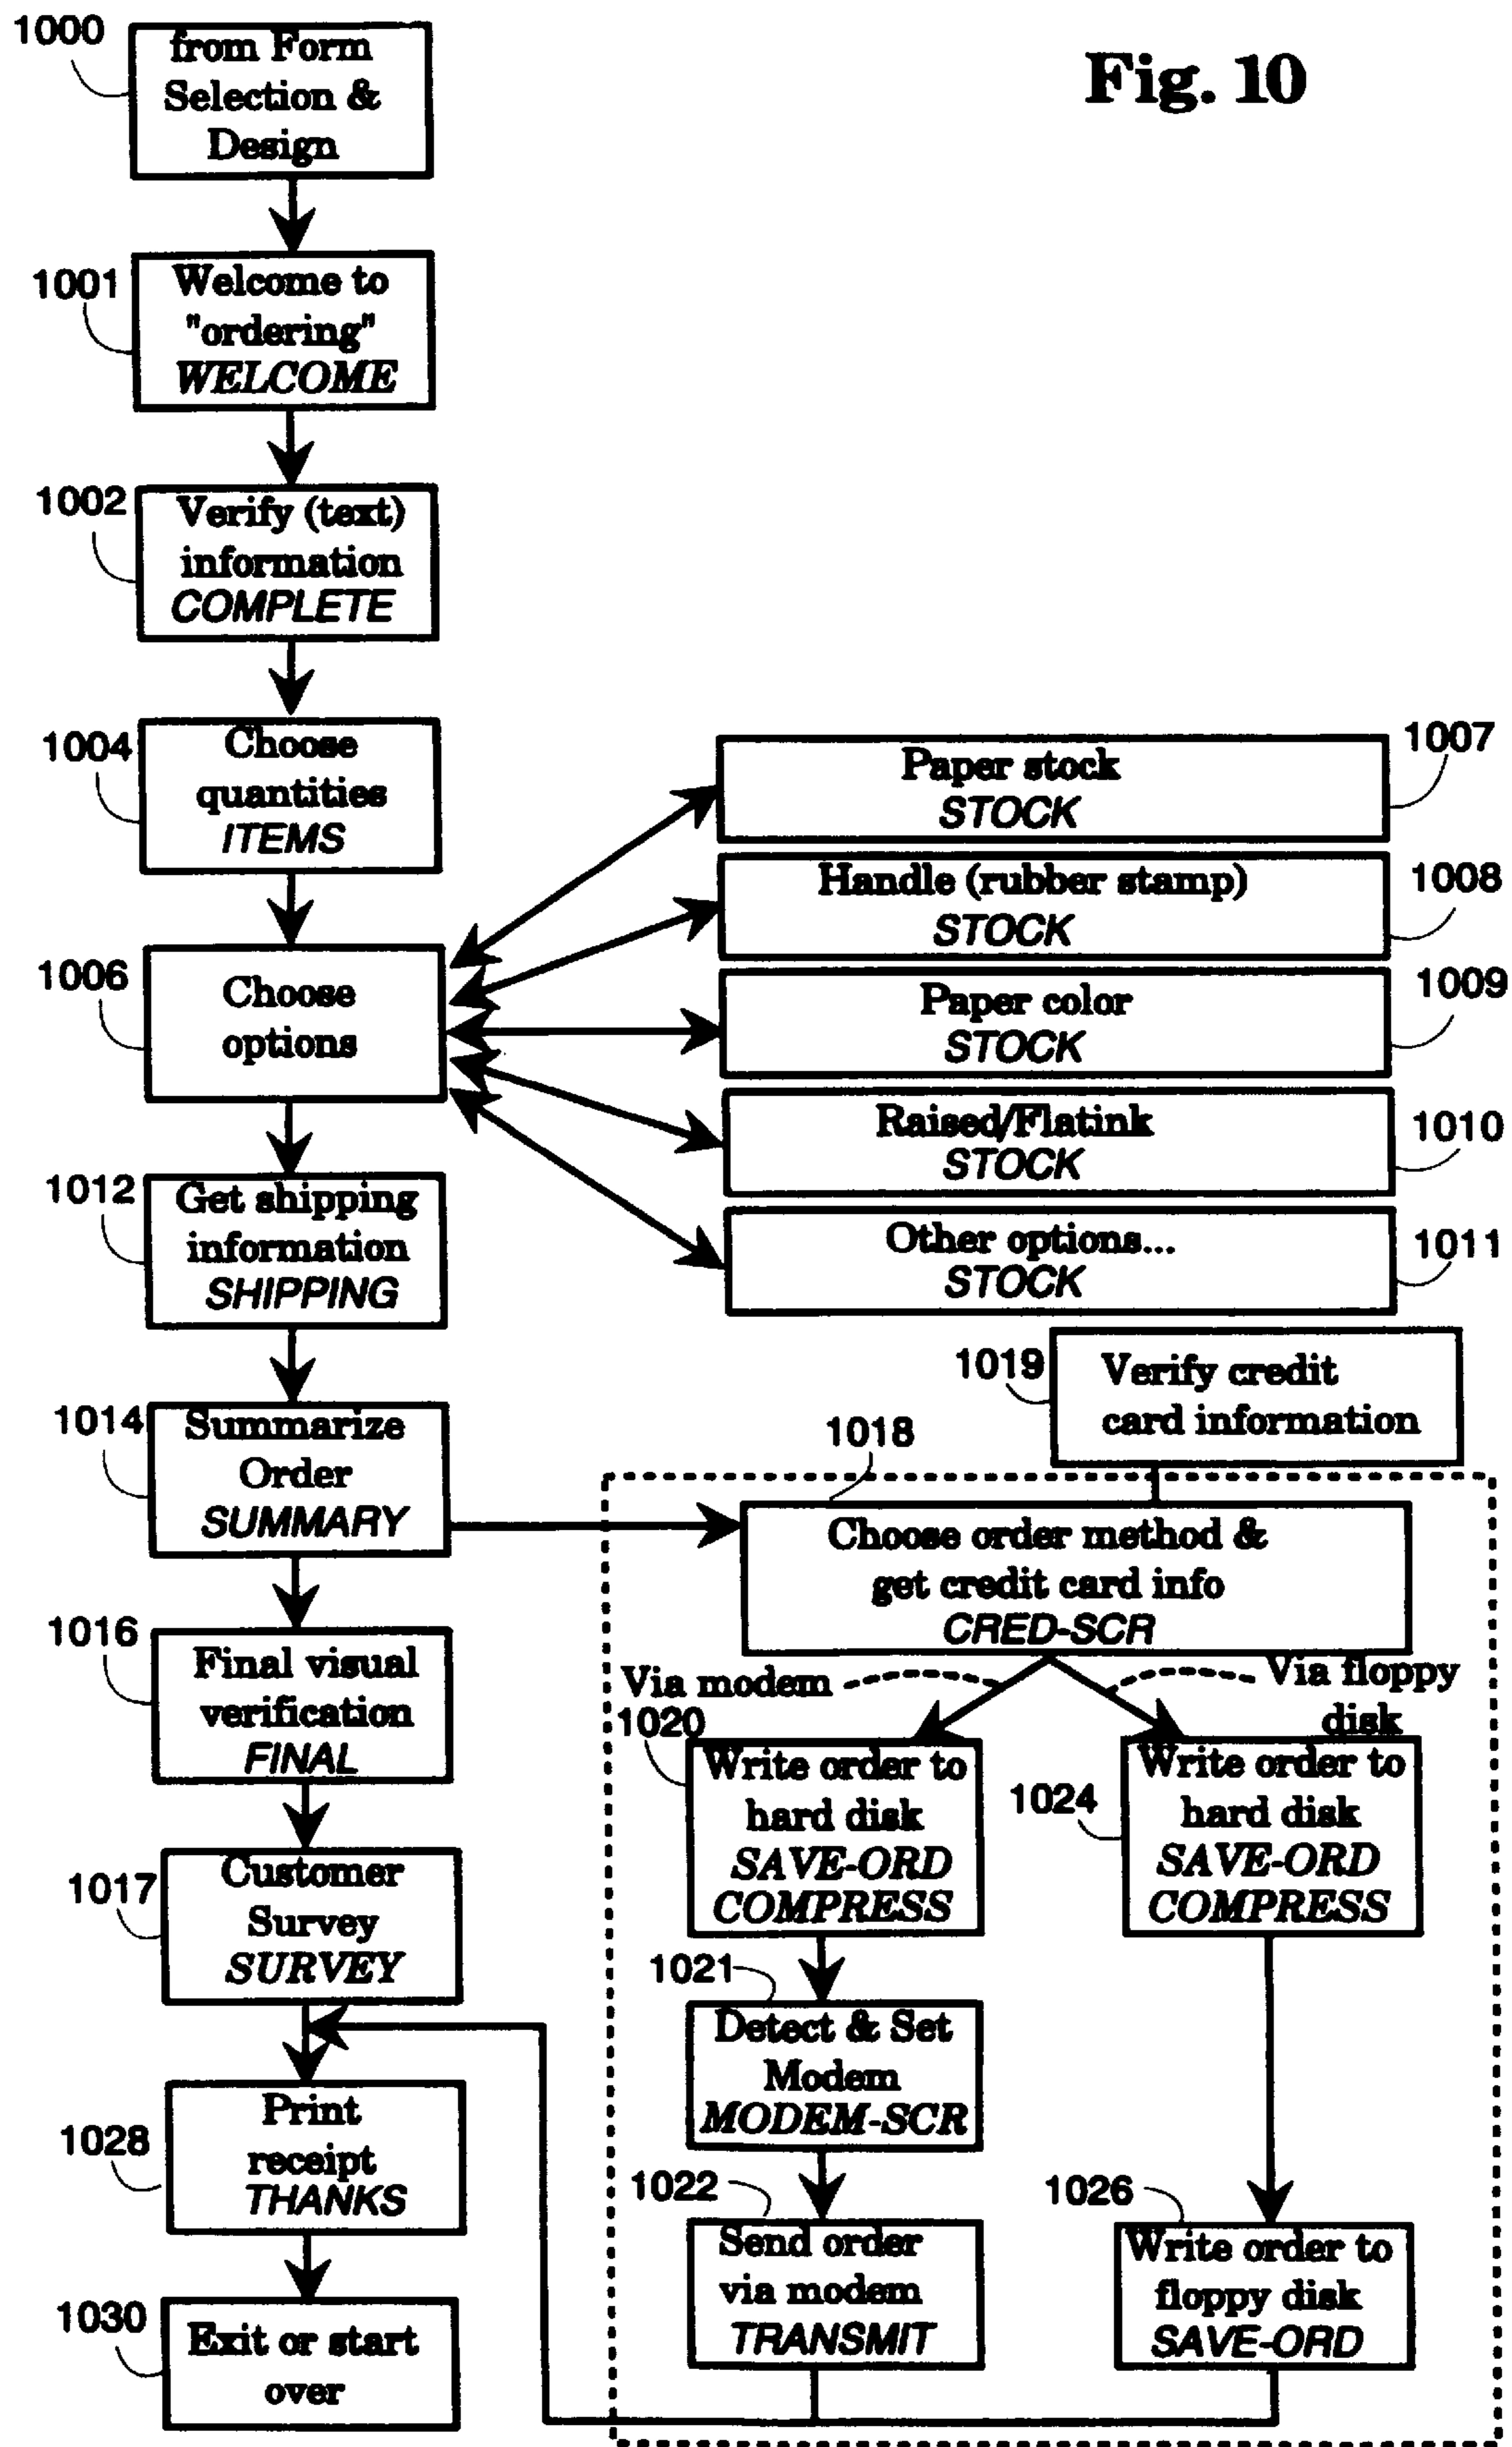 Fig. 10
1000
from Form
Selection &
Design
1001
Welcome to
"ordering"
WELCOME
1002
Verify (text)
information
COMPLETE
1004
Choose
quantities
ITEMS
1006
Choose
options
1007
Paper stock
STOCK
1008
Handle (rubber stamp)
STOCK
1009
Paper color
STOCK
1010
Raised/Flatink
STOCK
1011
Other options...
STOCK
1012
Get shipping
information
SHIPPING
1014
Summarize
Order
SUMMARY
1016
Final visual
verification
FINAL
1017
Customer
Survey
SURVEY
1028
Print
receipt
THANKS
1030
Exit or start
over
1019
Verify credit
card information
1018
Choose order method &
get credit card info
CRED-SCR
Via modem
Via floppy
disk
1020
Write order to
hard disk
SAVE-ORD
COMPRESS
1021
Detect & Set
Modem
MODEM-SCR
1022
Send order
via modem
TRANSMIT
1024
Write order to
hard disk
SAVE-ORD
COMPRESS
1026
Write order to
floppy disk
SAVE-ORD